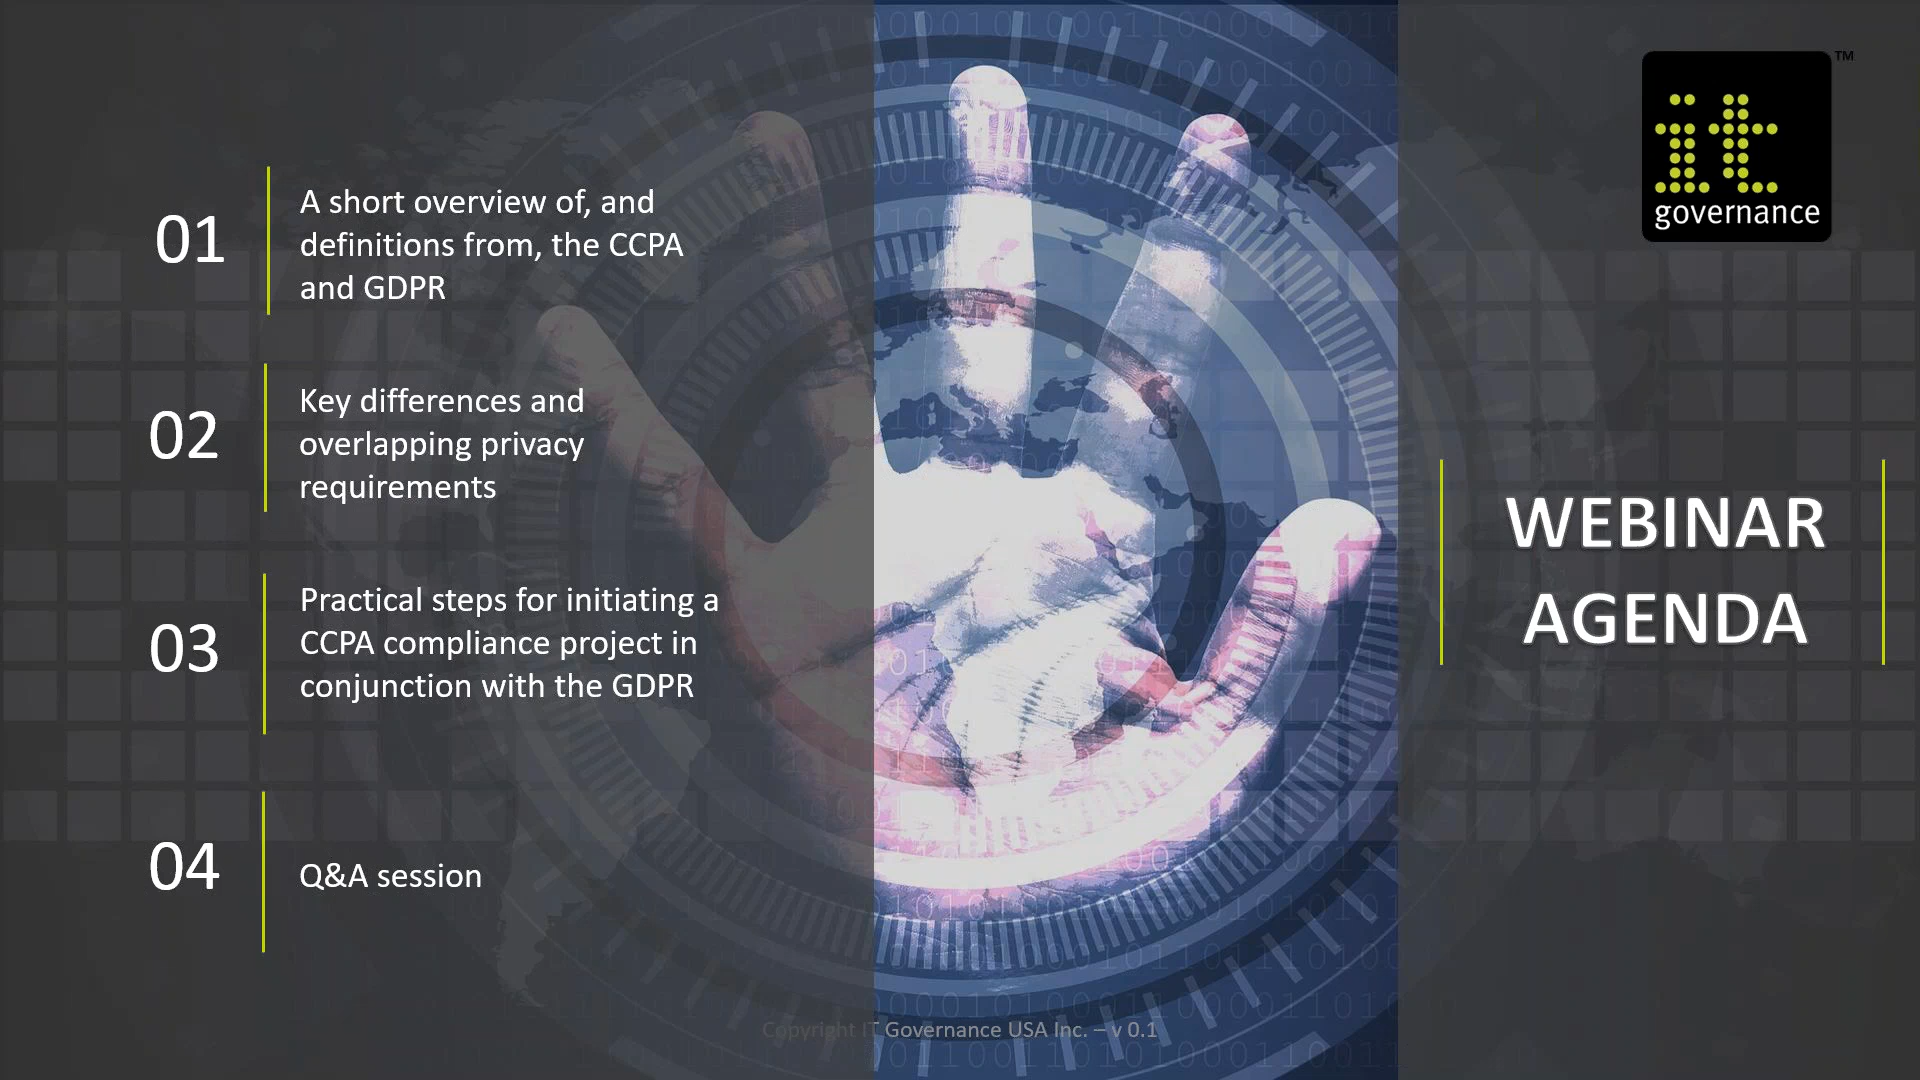 01
A short overview of, and
definitions from, the CCPA
and GDPR
02
Key differences and
overlapping privacy
requirements
03
Practical steps for initiating a
CCPA compliance project in
conjunction with the GDPR
04
Q&A session
it
governance
TM
WEBINAR
AGENDA
Copyright IT Governance USA Inc. – v 0.1